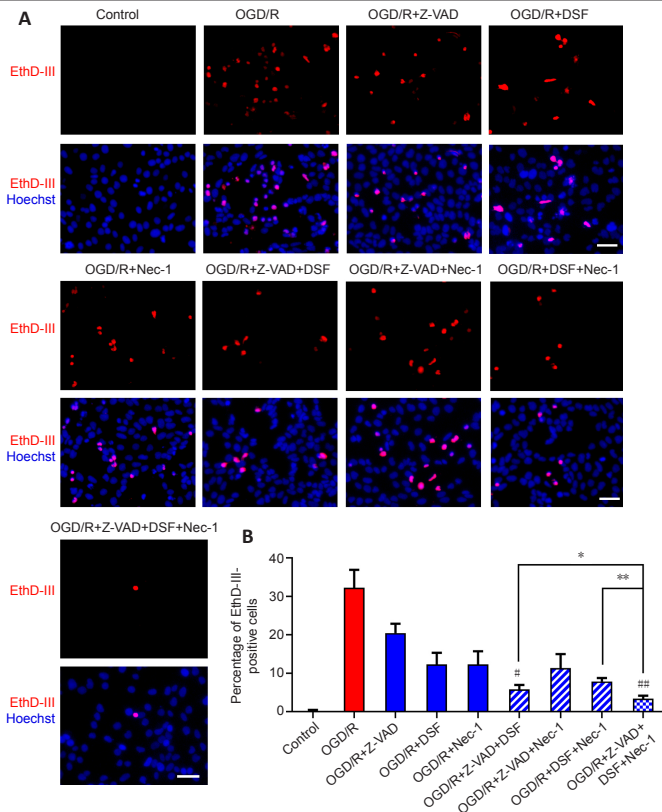 A
Control OGD/R OGD/R+Z-VAD OGD/R+DSF
EthD-III
EthD-III
Hoechst
OGD/R+Nec-1 OGD/R+Z-VAD+DSF OGD/R+Z-VAD+Nec-1 OGD/R+DSF+Nec-1
EthD-III
EthD-III
Hoechst
OGD/R+Z-VAD+DSF+Nec-1
EthD-III
EthD-III
Hoechst
B
Percentage of EthD-III-
positive cells
40
30
20
10
0
*
**
#
##
Control
OGD/R
OGD/R+Z-VAD
OGD/R+DSF
OGD/R+Nec-1
OGD/R+Z-VAD+DSF
OGD/R+Z-VAD+Nec-1
OGD/R+DSF+Nec-1
OGD/R+Z-VAD+
DSF+Nec-1